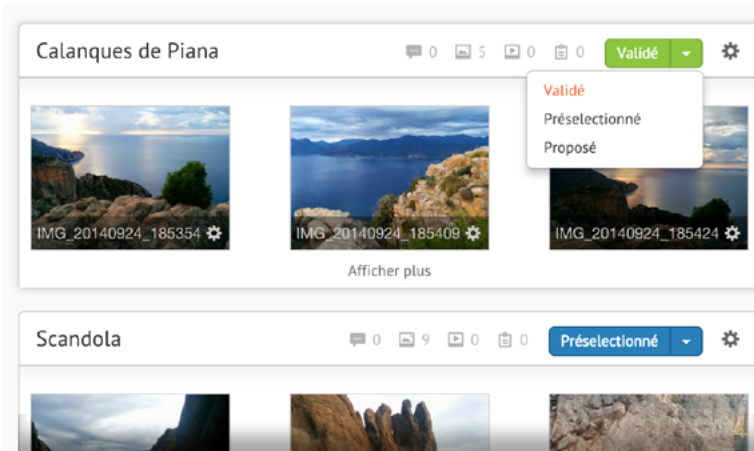 Calanques de Piana 0 5 0 0 Validé
Validé
Préselectionné
Proposé
IMG_20140924_185354 IMG_20140924_185409 IMG_20140924_185424
Afficher plus
Scandola 0 9 0 0 Préselectionné